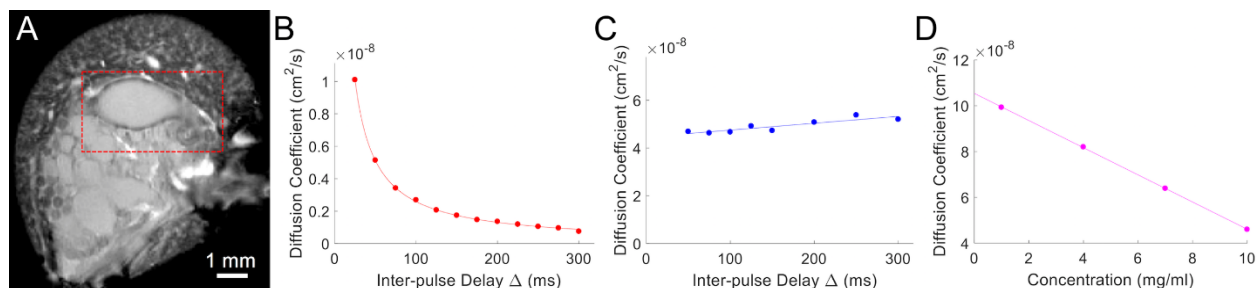 A
1 mm
B
×10⁻⁸
Diffusion Coefficient (cm²/s)
1
0.8
0.6
0.4
0.2
0
100
200
300
Inter-pulse Delay Δ (ms)
C
×10⁻⁸
Diffusion Coefficient (cm²/s)
6
4
2
0
100
200
300
Inter-pulse Delay Δ (ms)
D
×10⁻⁸
Diffusion Coefficient (cm²/s)
12
10
8
6
4
0
2
4
6
8
10
Concentration (mg/ml)